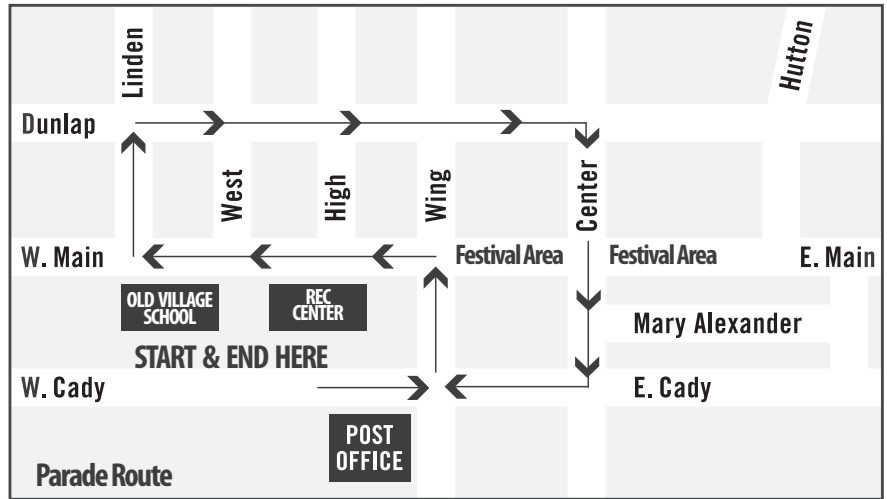 Linden
Hutton
Dunlap
West
High
Wing
Center
W. Main
Festival Area
Festival Area
E. Main
OLD VILLAGE
SCHOOL
REC
CENTER
Mary Alexander
START & END HERE
W. Cady
E. Cady
POST
OFFICE
Parade Route